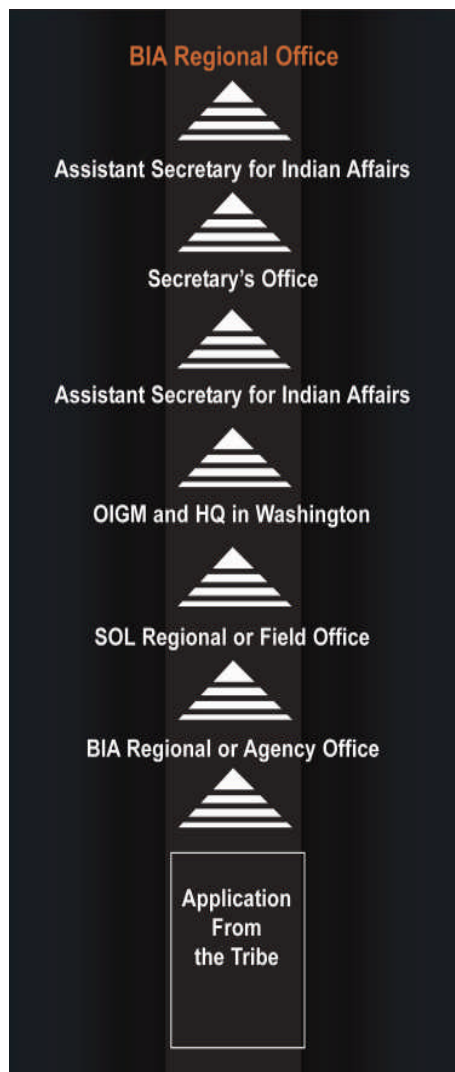 BIA Regional Office
Assistant Secretary for Indian Affairs
Secretary's Office
Assistant Secretary for Indian Affairs
OIGM and HQ in Washington
SOL Regional or Field Office
BIA Regional or Agency Office
Application
From
the Tribe